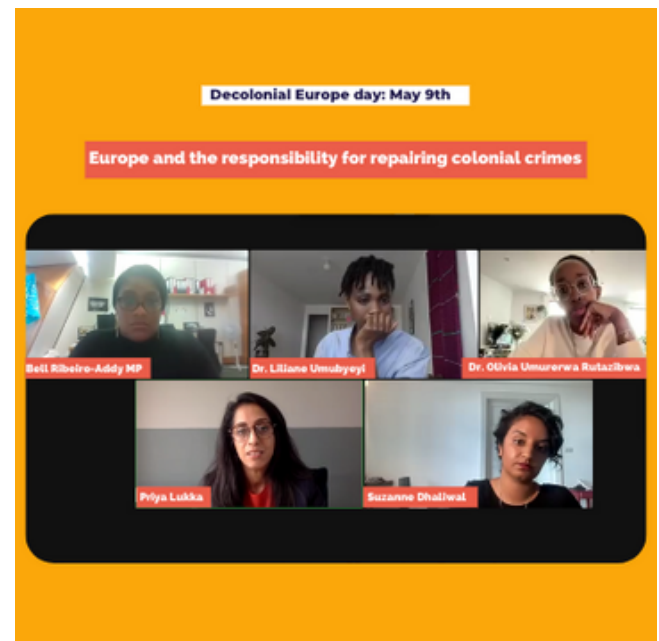 Decolonial Europe day: May 9th
Europe and the responsibility for repairing colonial crimes
Bell Ribeiro-Addy MP
Dr. Liliane Umubyeyi
Dr. Olivia Umurerwa Rutazibwa
Priya Lukka
Suzanne Dhaliwal